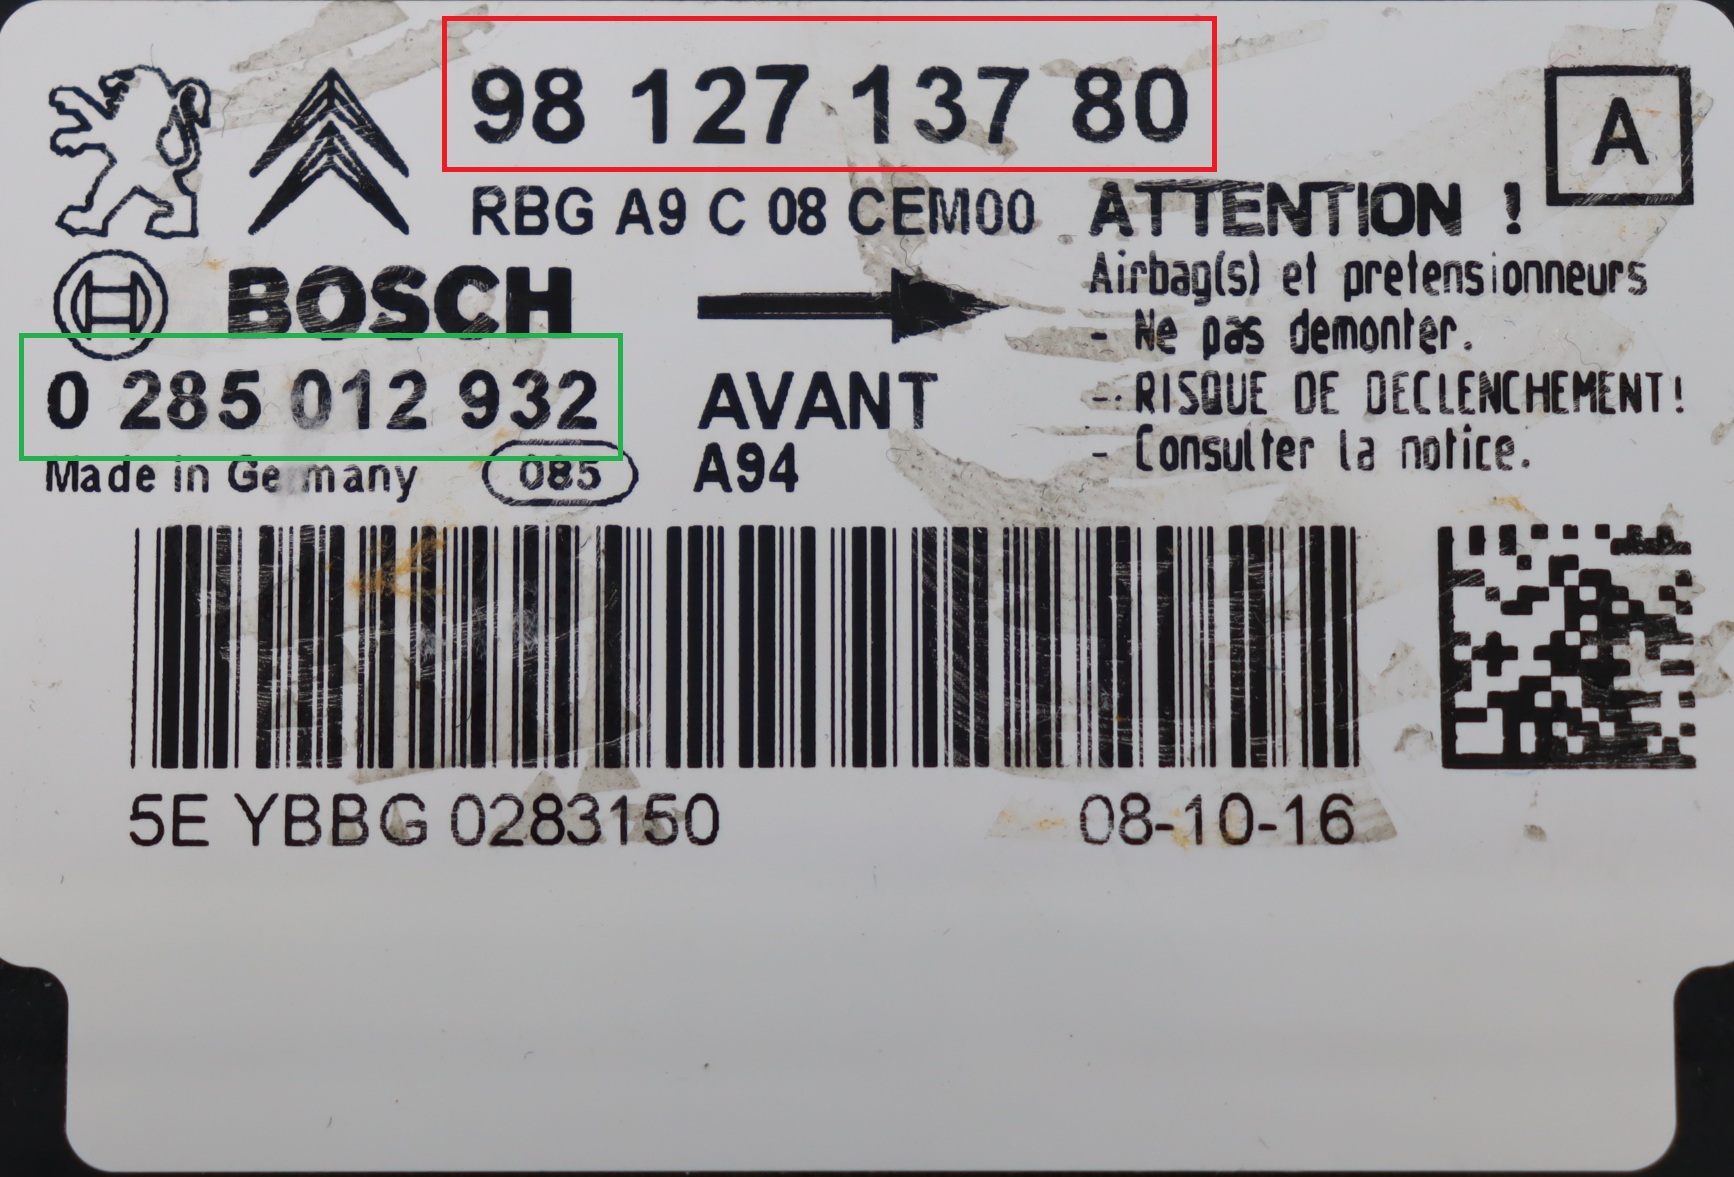 98 127 137 80
A
RBG A9 C 08 CEM00
ATTENTION !
Airbag(s) et pretensionneurs
- Ne pas demonter.
- RISQUE DE DECLENCHEMENT!
- Consulter la notice.
BOSCH
0 285 012 932
Made in Germany 085
AVANT
A94
5E YBBG 0283150 08-10-16